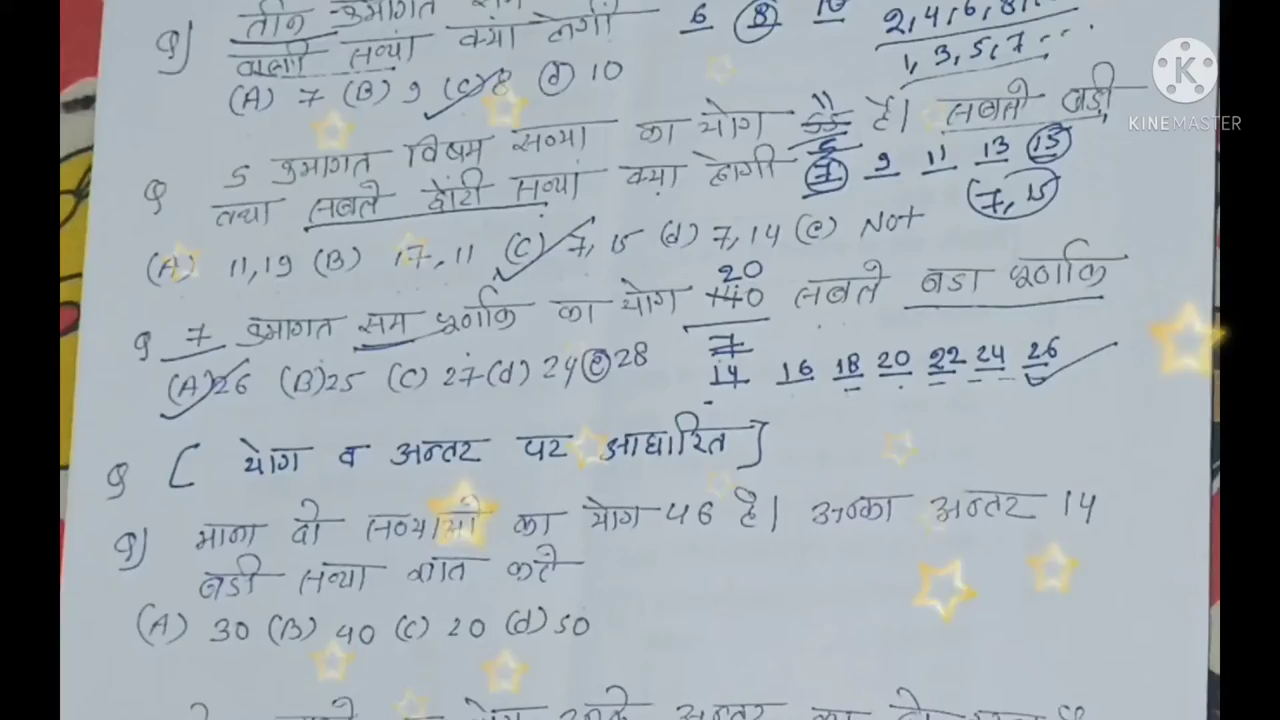 Q) तीन क्रमागत सम
वाली संख्या क्या होगी 6 8 10 2,4,6,8...
1, 3, 5, 7...
(A) 7 (B) 9 (C) 8 (d) 10
KINEMASTER
Q 5 क्रमागत विषम संख्या का योग 55 है। सबसे बड़ी
तथा सबसे छोटी संख्या क्या होगी 7 9 11 13 15
7, 15
(A) 11,19 (B) 17,11 (C) 7, 15 (d) 7,14 (e) Not
Q 7 क्रमागत सम पूर्णांक का योग 140 सबसे बडा पूर्णांक
20
7
(A) 26 (B) 25 (C) 27 (d) 24 (e) 28
14 16 18 20 22 24 26
Q [ योग व अन्तर पर आधारित ]
Q) माना दो संख्याओ का योग 46 है। उनका अन्तर 14
बडी संख्या ज्ञात करो
(A) 30 (B) 40 (C) 20 (d) 50